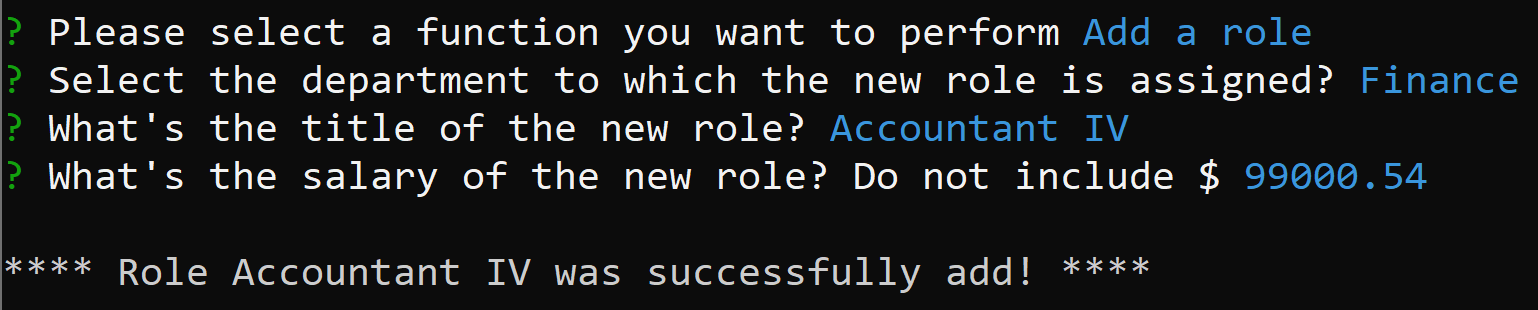 ? Please select a function you want to perform Add a role
? Select the department to which the new role is assigned? Finance
? What's the title of the new role? Accountant IV
? What's the salary of the new role? Do not include $ 99000.54
**** Role Accountant IV was successfully add! ****